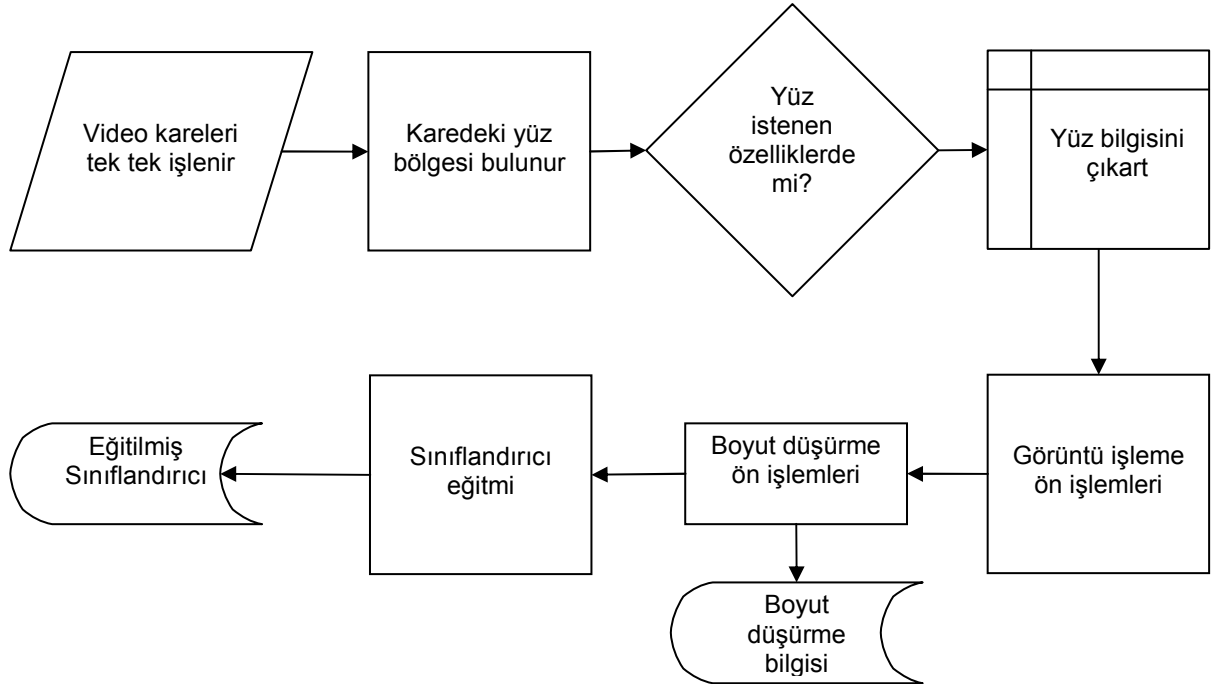 Video kareleri
tek tek işlenir
Karedeki yüz
bölgesi bulunur
Yüz
istenen
özelliklerde
mi?
Yüz bilgisini
çıkart
Görüntü işleme
ön işlemleri
Boyut düşürme
ön işlemleri
Boyut
düşürme
bilgisi
Sınıflandırıcı
eğitmi
Eğitilmiş
Sınıflandırıcı